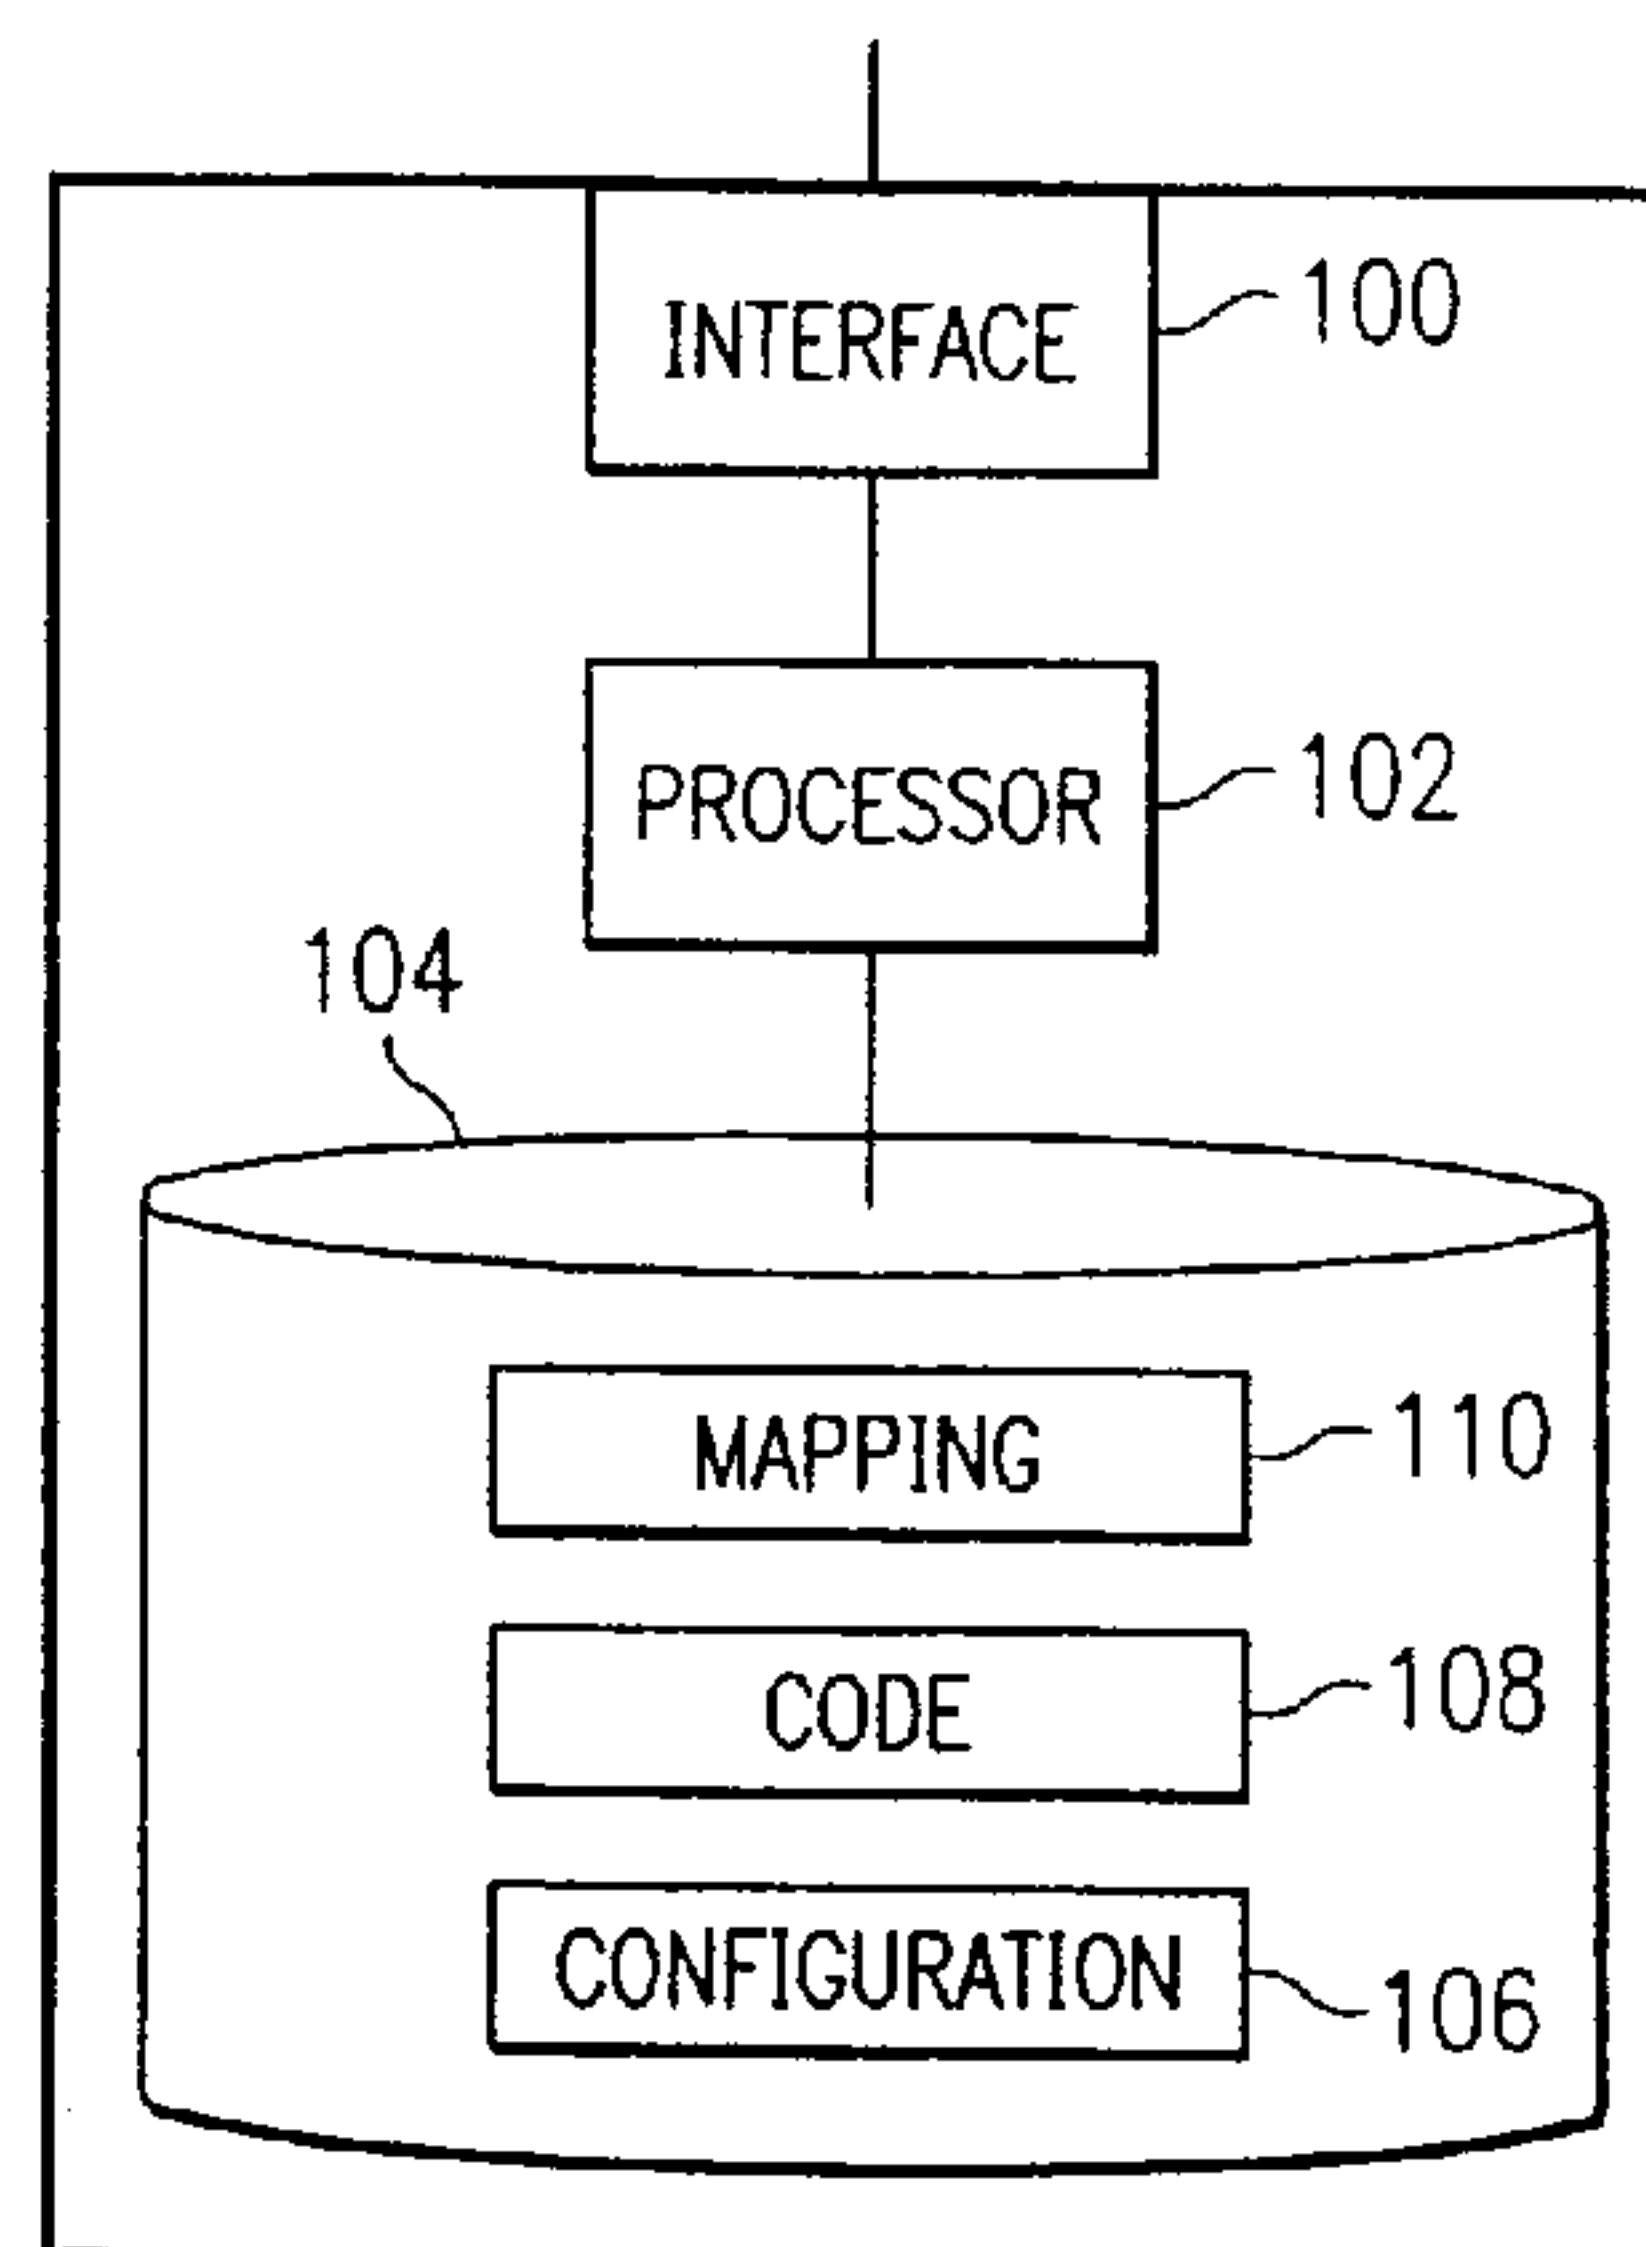 INTERFACE 100
PROCESSOR 102
104
MAPPING 110
CODE 108
CONFIGURATION 106